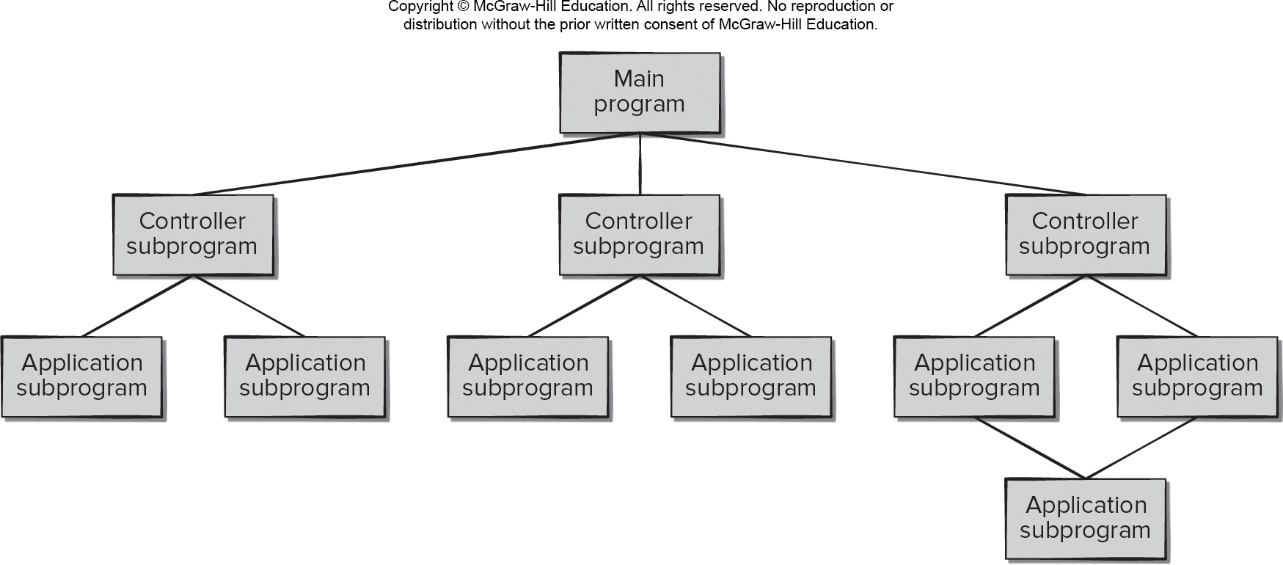 Copyright © McGraw-Hill Education. All rights reserved. No reproduction or
distribution without the prior written consent of McGraw-Hill Education.
Main
program
Controller
subprogram
Controller
subprogram
Controller
subprogram
Application
subprogram
Application
subprogram
Application
subprogram
Application
subprogram
Application
subprogram
Application
subprogram
Application
subprogram